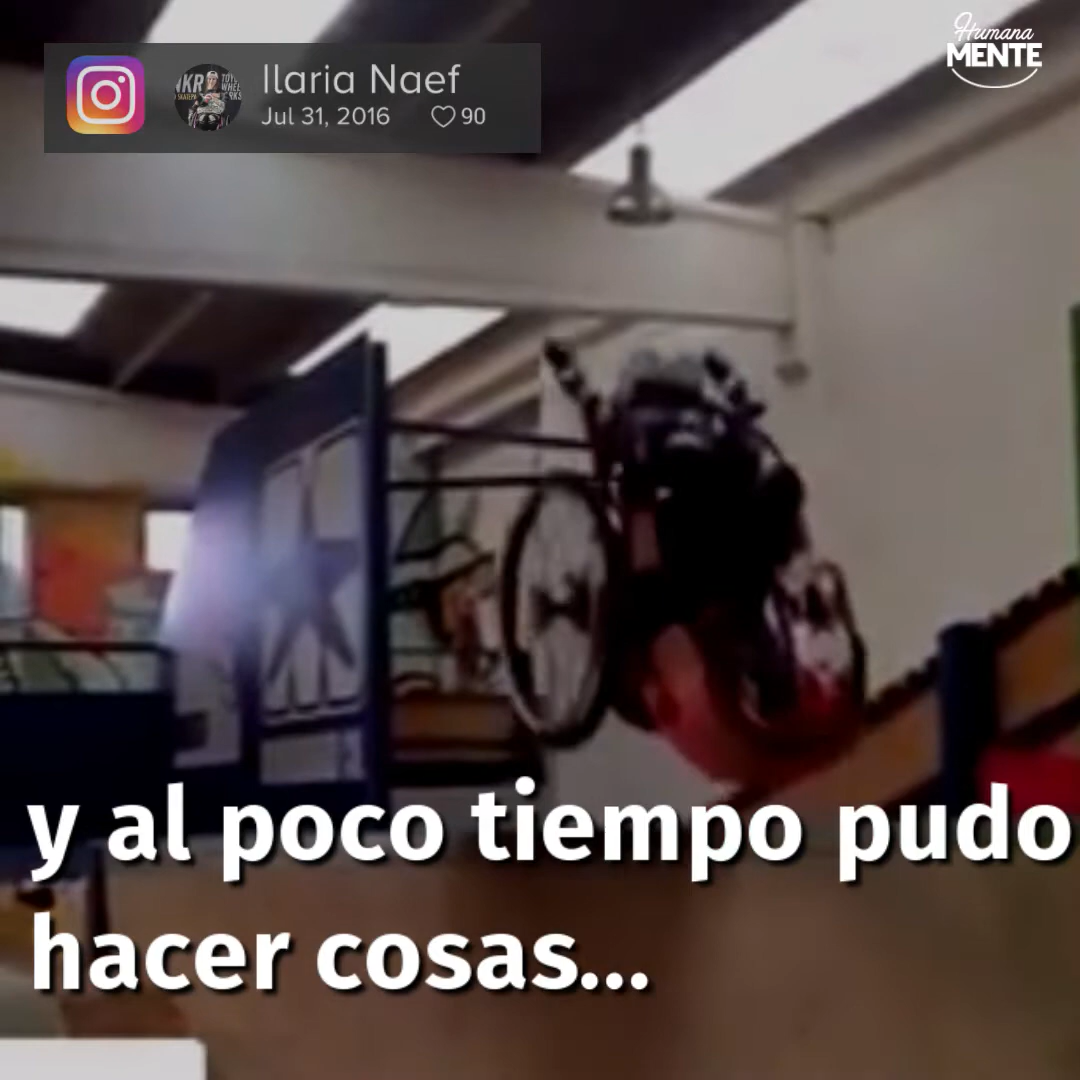 Humana
MENTE
Ilaria Naef
Jul 31, 2016 90
y al poco tiempo pudo
hacer cosas...